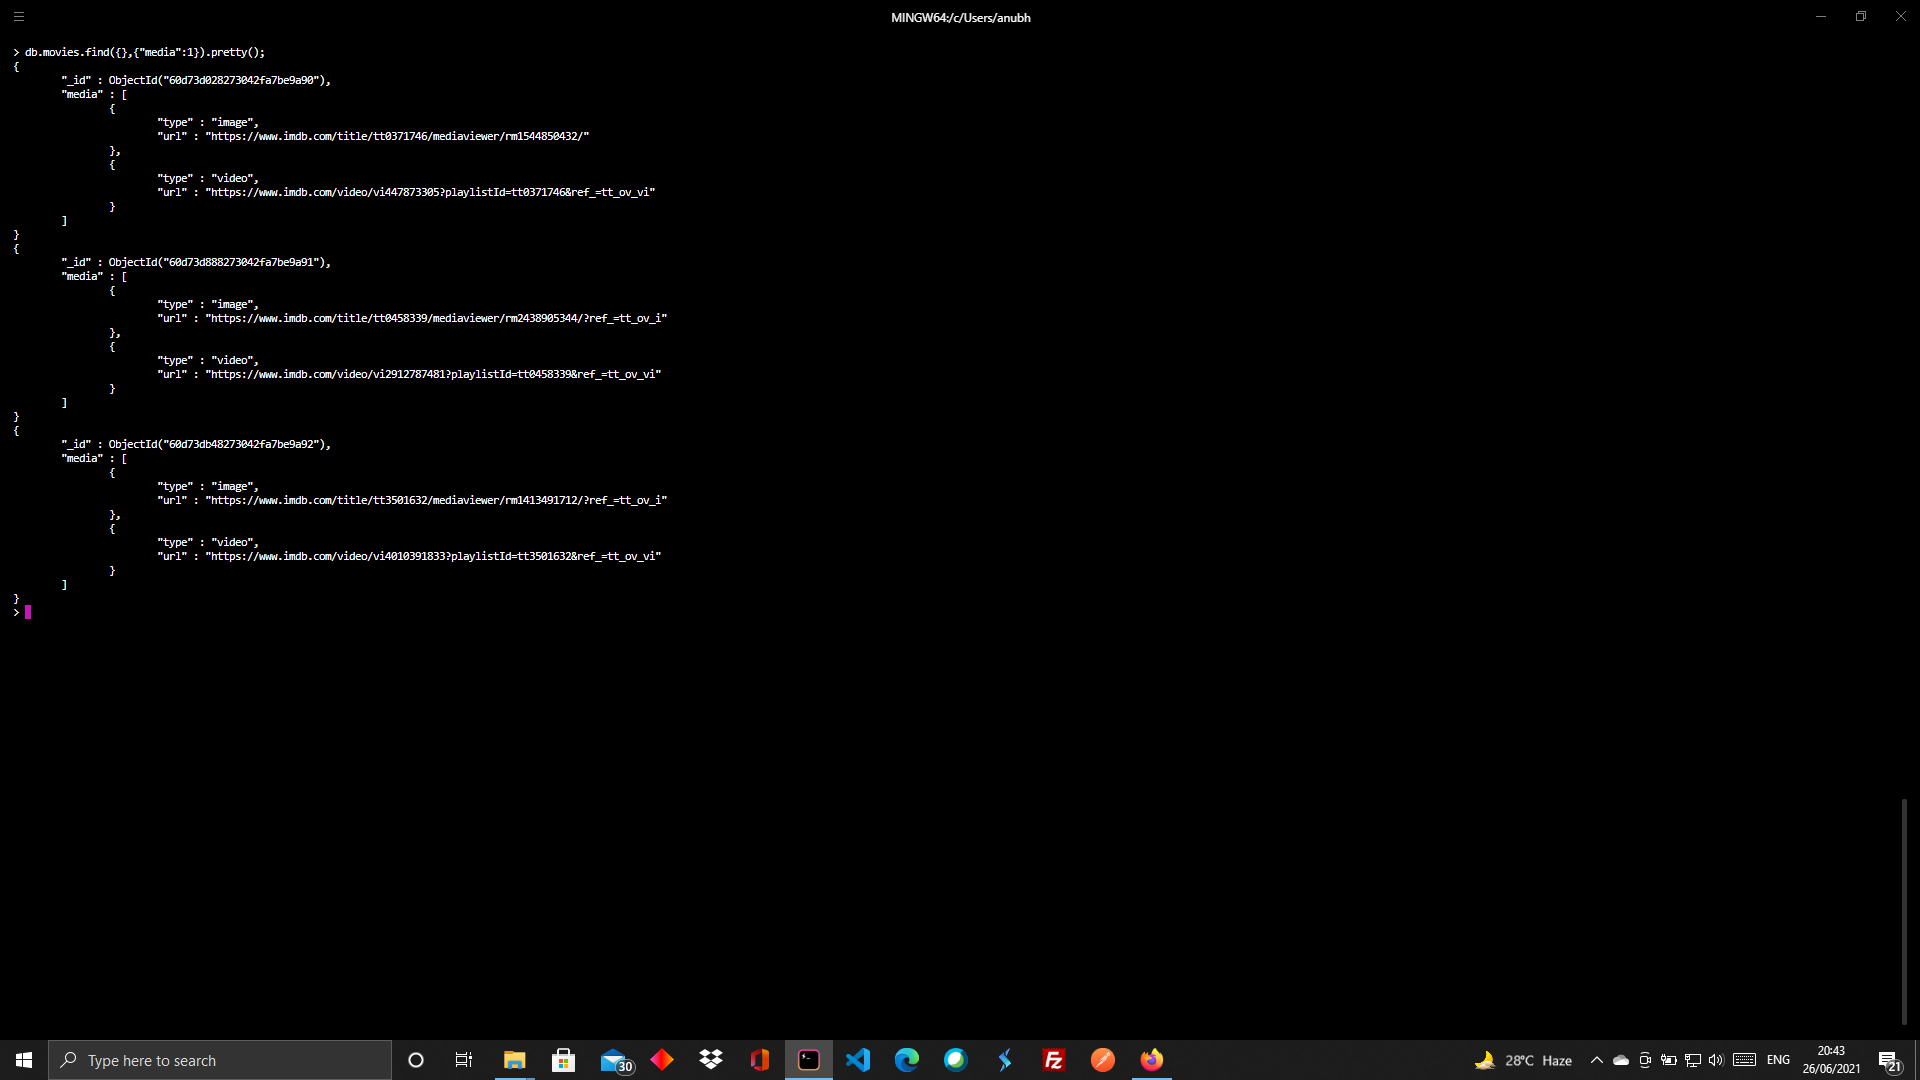 MINGW64:/c/Users/anubh
> db.movies.find({},{"media":1}).pretty();
{
"_id" : ObjectId("60d73d028273042fa7be9a90"),
"media" : [
{
"type" : "image",
"url" : "https://www.imdb.com/title/tt0371746/mediaviewer/rm1544850432/"
},
{
"type" : "video",
"url" : "https://www.imdb.com/video/vi447873305?playlistId=tt0371746&ref_=tt_ov_vi"
}
]
}
{
"_id" : ObjectId("60d73d888273042fa7be9a91"),
"media" : [
{
"type" : "image",
"url" : "https://www.imdb.com/title/tt0458339/mediaviewer/rm2438905344/?ref_=tt_ov_i"
},
{
"type" : "video",
"url" : "https://www.imdb.com/video/vi2912787481?playlistId=tt0458339&ref_=tt_ov_vi"
}
]
}
{
"_id" : ObjectId("60d73db48273042fa7be9a92"),
"media" : [
{
"type" : "image",
"url" : "https://www.imdb.com/title/tt3501632/mediaviewer/rm1413491712/?ref_=tt_ov_i"
},
{
"type" : "video",
"url" : "https://www.imdb.com/video/vi4010391833?playlistId=tt3501632&ref_=tt_ov_vi"
}
]
}
>
Type here to search
30
Fz
28°C Haze
ENG
20:43
26/06/2021
21